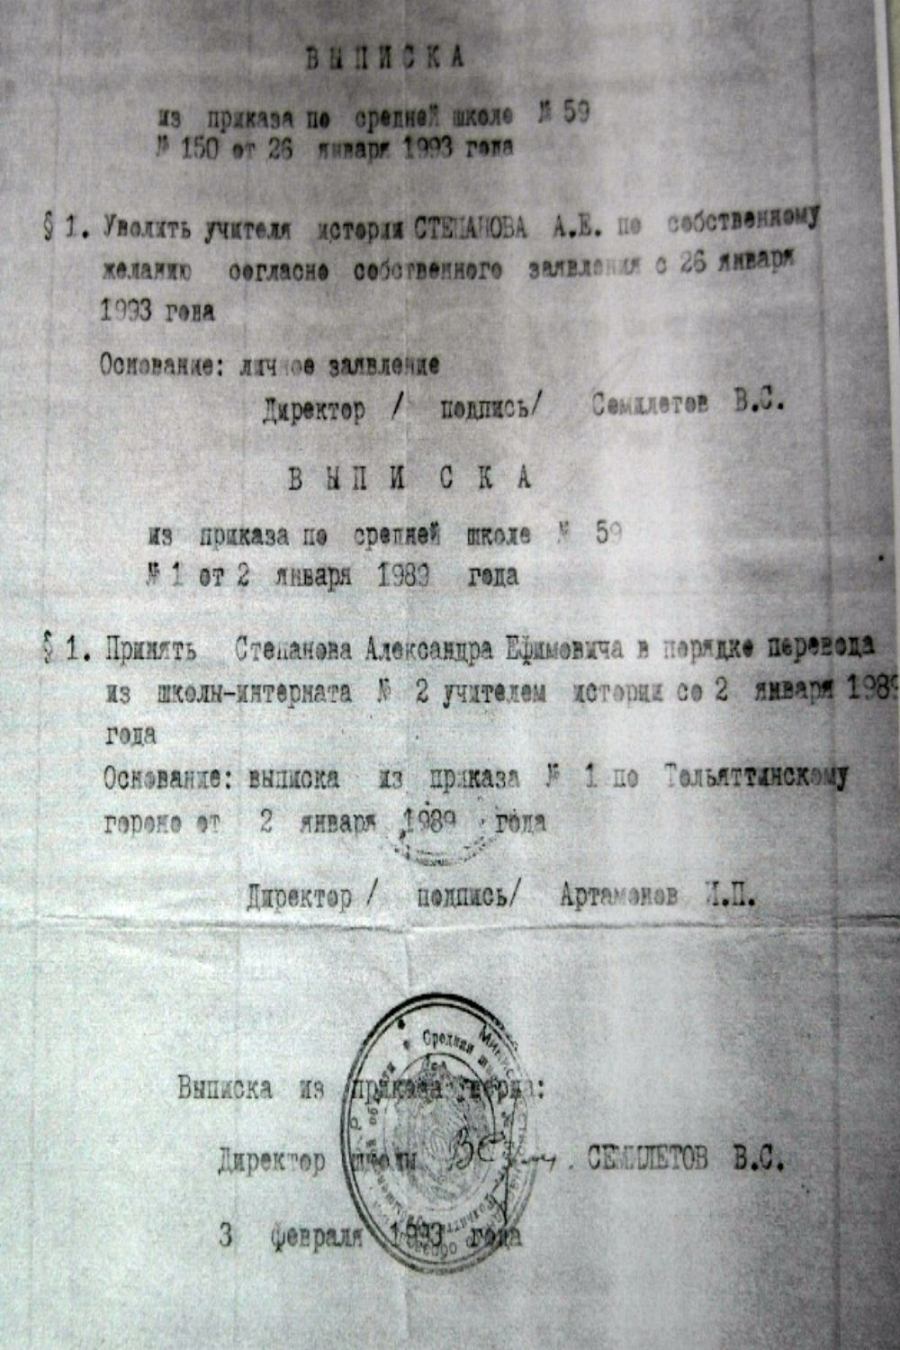 ВЫПИСКА
из приказа по средней школе № 59
№ 150 от 26 января 1993 года
§ 1. Уволить учителя истории СТЕПАНОВА А.Е. по собственному
желанию согласно собственного заявления с 26 января
1993 года
Основание: личное заявление
Директор / подпись/ Семилетов В.С.
В Ы П И С К А
из приказа по средней школе № 59
№ 1 от 2 января 1989 года
§ 1. Принять Степанова Александра Ефимовича в порядке перевода
из школы-интерната № 2 учителем истории со 2 января 1989
года
Основание: выписка из приказа № 1 по Тольяттинскому
гороно от 2 января 1989 года
Директор / подпись/ Артамонов И.П.
Средняя
Выписка из приказа верна:
Директор школы СЕМИЛЕТОВ В.С.
3 февраля 1993 года